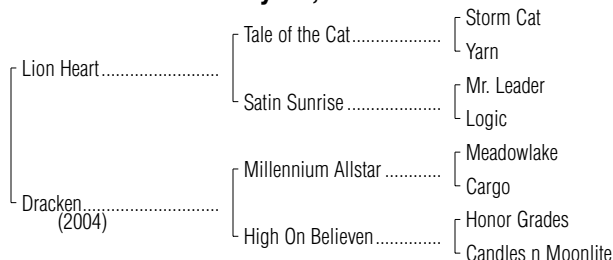 Storm Cat
Tale of the Cat....................
Yarn
Lion Heart..........................
Mr. Leader
Satin Sunrise.....................
Logic
Meadowlake
Millennium Allstar............
Cargo
Dracken..............................
(2004)
Honor Grades
High On Believen..............
Candles n Moonlite